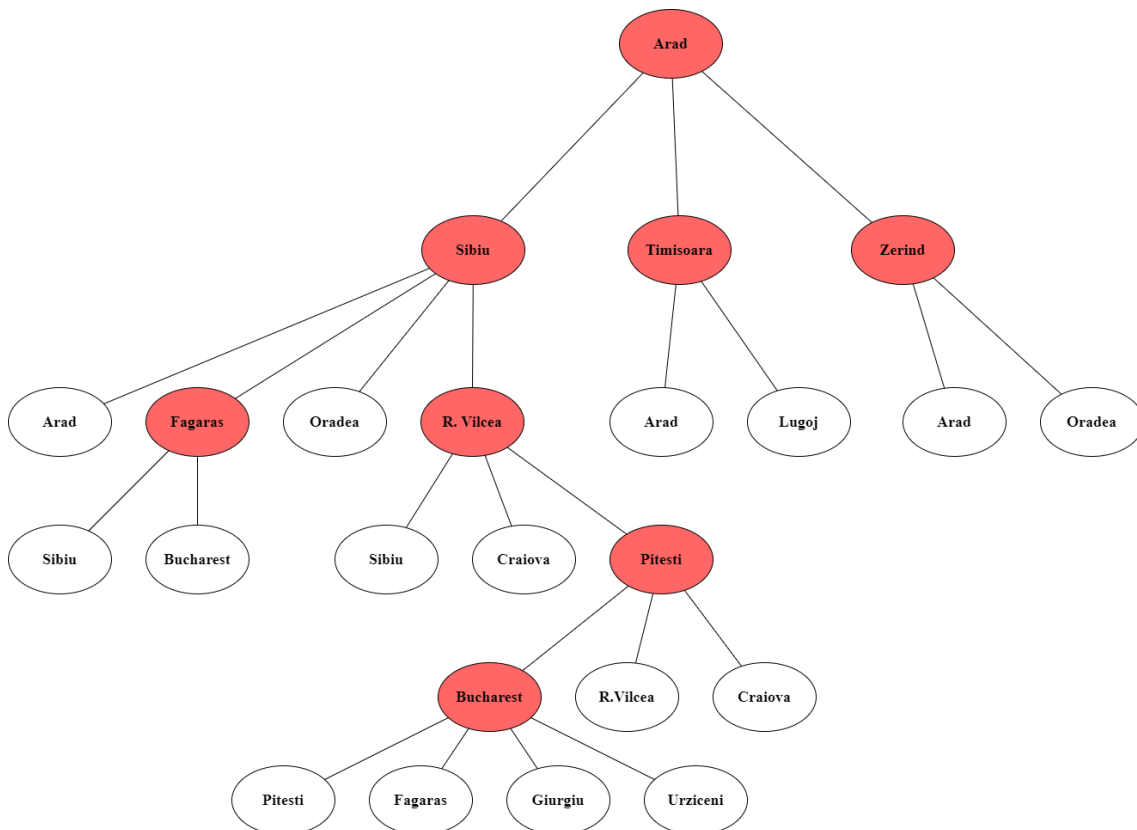 Arad
Sibiu
Timisoara
Zerind
Arad
Fagaras
Oradea
R. Vilcea
Arad
Lugoj
Arad
Oradea
Sibiu
Bucharest
Sibiu
Craiova
Pitesti
Bucharest
R.Vilcea
Craiova
Pitesti
Fagaras
Giurgiu
Urziceni